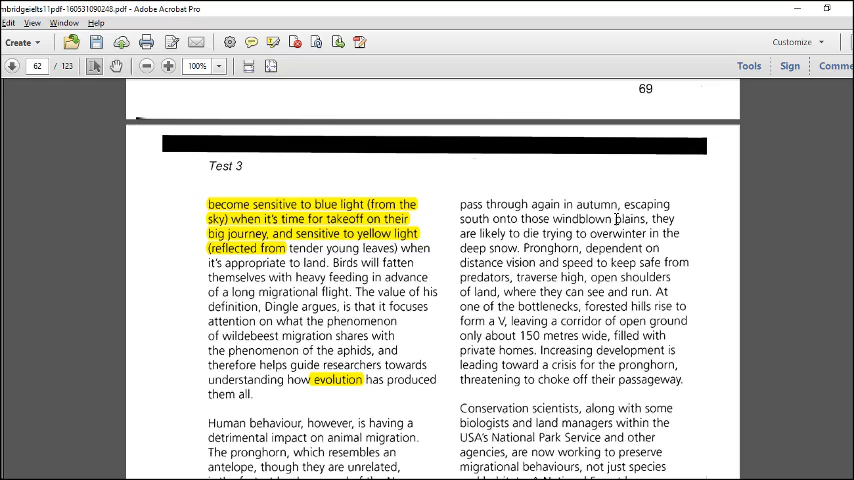 mbridgeielts11pdf-160531090248.pdf - Adobe Acrobat Pro
Edit View Window Help
Create
Customize
62 / 123
100%
Tools Sign Comme
69
Test 3
become sensitive to blue light (from the
sky) when it's time for takeoff on their
big journey, and sensitive to yellow light
(reflected from tender young leaves) when
it's appropriate to land. Birds will fatten
themselves with heavy feeding in advance
of a long migrational flight. The value of his
definition, Dingle argues, is that it focuses
attention on what the phenomenon
of wildebeest migration shares with
the phenomenon of the aphids, and
therefore helps guide researchers towards
understanding how evolution has produced
them all.
Human behaviour, however, is having a
detrimental impact on animal migration.
The pronghorn, which resembles an
antelope, though they are unrelated,
pass through again in autumn, escaping
south onto those windblown plains, they
are likely to die trying to overwinter in the
deep snow. Pronghorn, dependent on
distance vision and speed to keep safe from
predators, traverse high, open shoulders
of land, where they can see and run. At
one of the bottlenecks, forested hills rise to
form a V, leaving a corridor of open ground
only about 150 metres wide, filled with
private homes. Increasing development is
leading toward a crisis for the pronghorn,
threatening to choke off their passageway.
Conservation scientists, along with some
biologists and land managers within the
USA's National Park Service and other
agencies, are now working to preserve
migrational behaviours, not just species